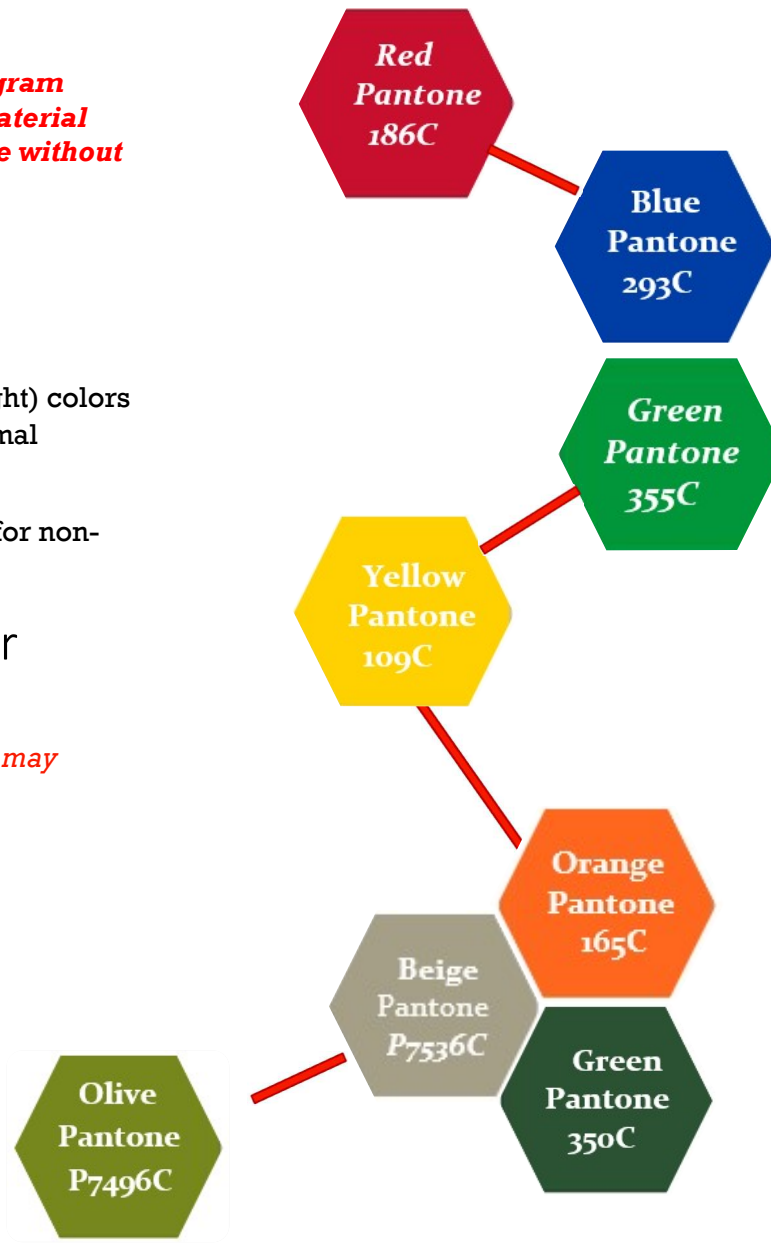 gram
aterial
e without
ght) colors
nal
for non-
r
may
Red
Pantone
186C
Blue
Pantone
293C
Green
Pantone
355C
Yellow
Pantone
109C
Orange
Pantone
165C
Beige
Pantone
P7536C
Green
Pantone
350C
Olive
Pantone
P7496C